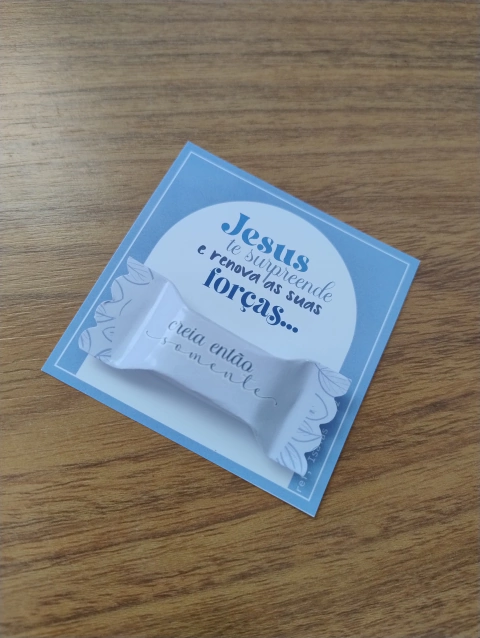 Jesus
te surpreende
e renova as suas
forças...
creia então
somente.